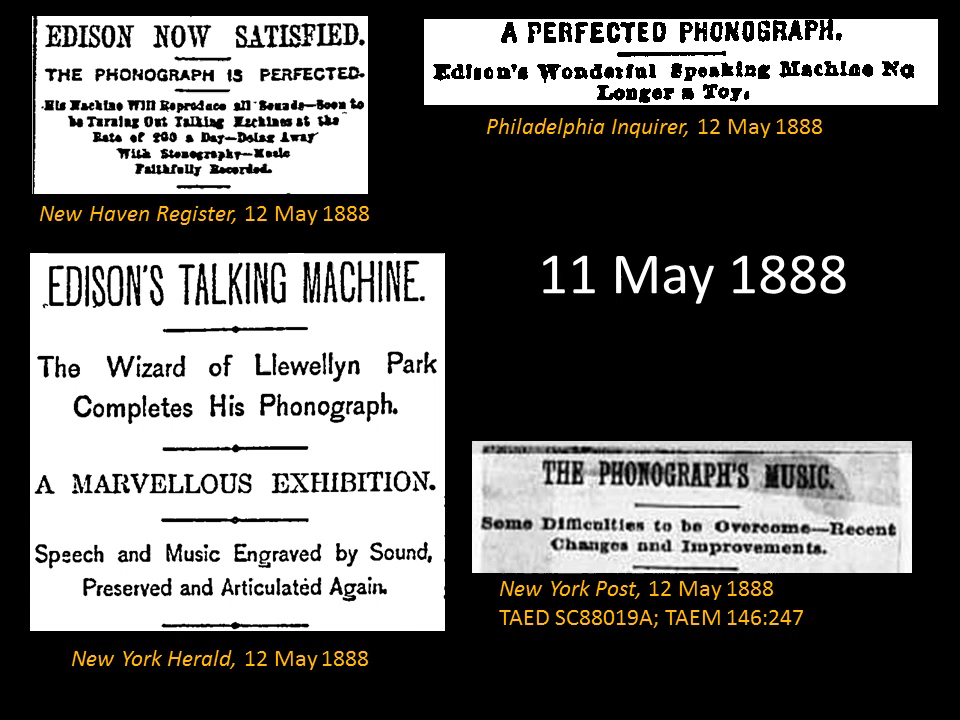 EDISON NOW SATISFIED.
THE PHONOGRAPH IS PERFECTED.
His Machine Will Reproduce all Sounds—Soon to
be Turning Out Talking Machines at the
Rate of 200 a Day—Doing Away
With Stenography—Music
Faithfully Recorded.
New Haven Register, 12 May 1888
A PERFECTED PHONOGRAPH.
Edison's Wonderful Speaking Machine No
Longer a Toy.
Philadelphia Inquirer, 12 May 1888
11 May 1888
EDISON'S TALKING MACHINE.
The Wizard of Llewellyn Park
Completes His Phonograph.
A MARVELLOUS EXHIBITION.
Speech and Music Engraved by Sound,
Preserved and Articulated Again.
New York Herald, 12 May 1888
THE PHONOGRAPH'S MUSIC.
Some Difficulties to be Overcome—Recent
Changes and Improvements.
New York Post, 12 May 1888
TAED SC88019A; TAEM 146:247